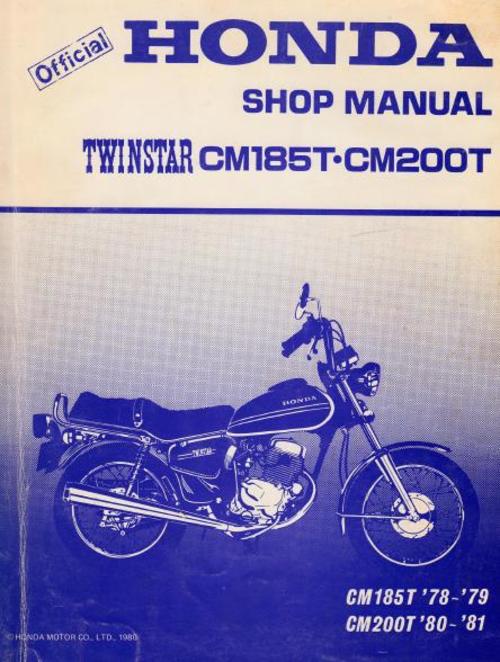 Official
HONDA
SHOP MANUAL
TWINSTAR CM185T•CM200T
HONDA
TWINSTAR
CM185T '78~'79
CM200T '80~'81
© HONDA MOTOR CO., LTD., 1980